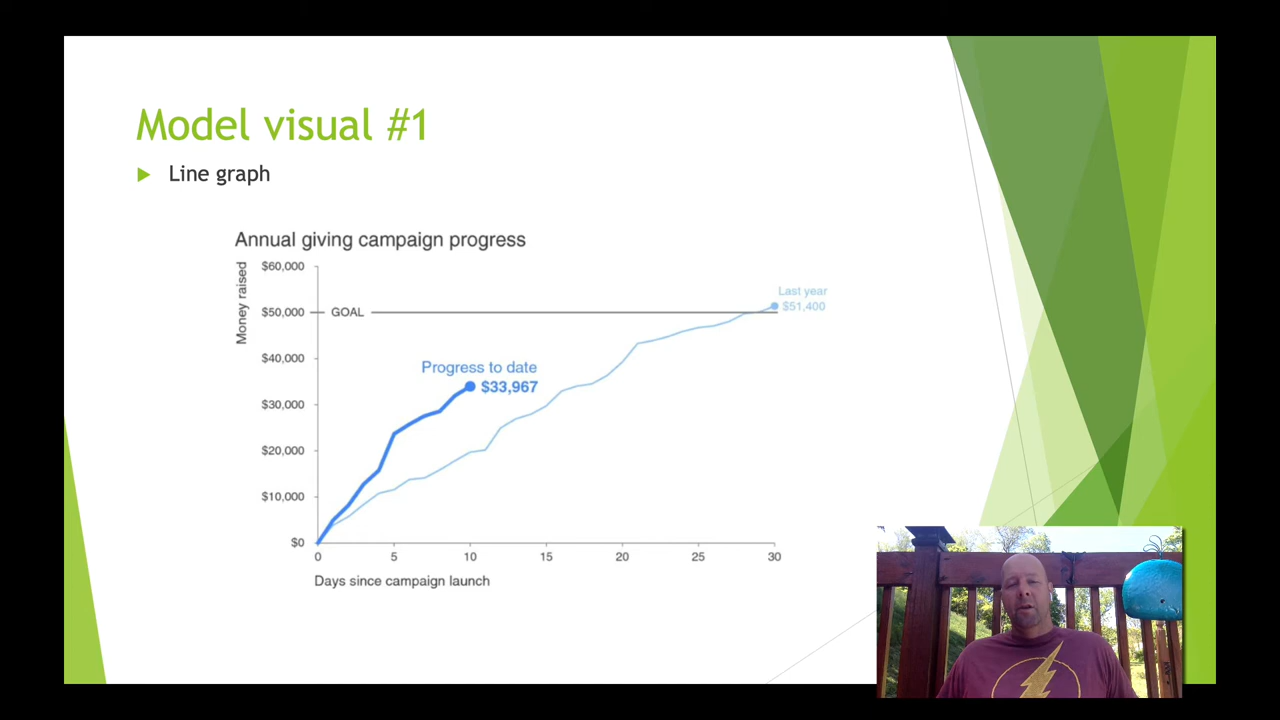 Model visual #1
Line graph
Annual giving campaign progress
Money raised
$60,000
$50,000
GOAL
$40,000
$30,000
$20,000
$10,000
$0
Last year
$51,400
Progress to date
$33,967
0 5 10 15 20 25 30
Days since campaign launch